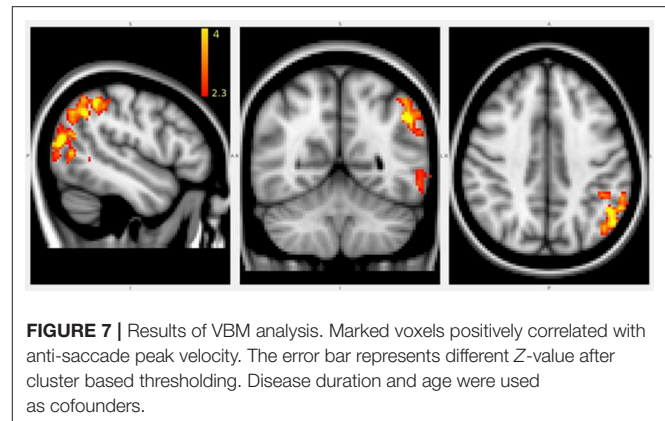 4
2.3
FIGURE 7 | Results of VBM analysis. Marked voxels positively correlated with
anti-saccade peak velocity. The error bar represents different Z-value after
cluster based thresholding. Disease duration and age were used
as cofounders.